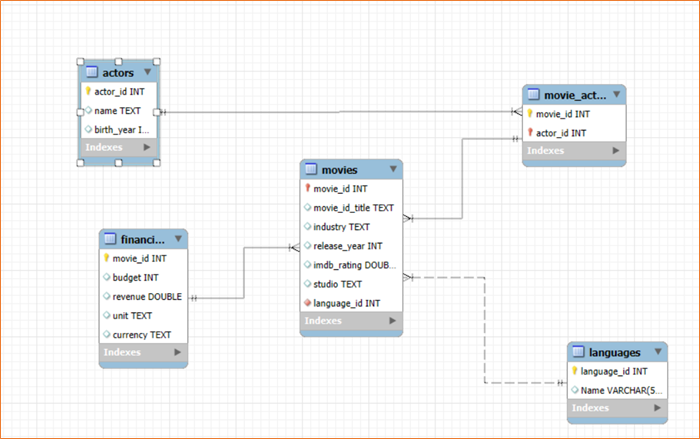 actors
actor_id INT
name TEXT
birth_year I...
Indexes
movie_act...
movie_id INT
actor_id INT
Indexes
movies
movie_id INT
movie_id_title TEXT
industry TEXT
release_year INT
imdb_rating DOUB...
studio TEXT
language_id INT
Indexes
financi...
movie_id INT
budget INT
revenue DOUBLE
unit TEXT
currency TEXT
Indexes
languages
language_id INT
Name VARCHAR(5...
Indexes